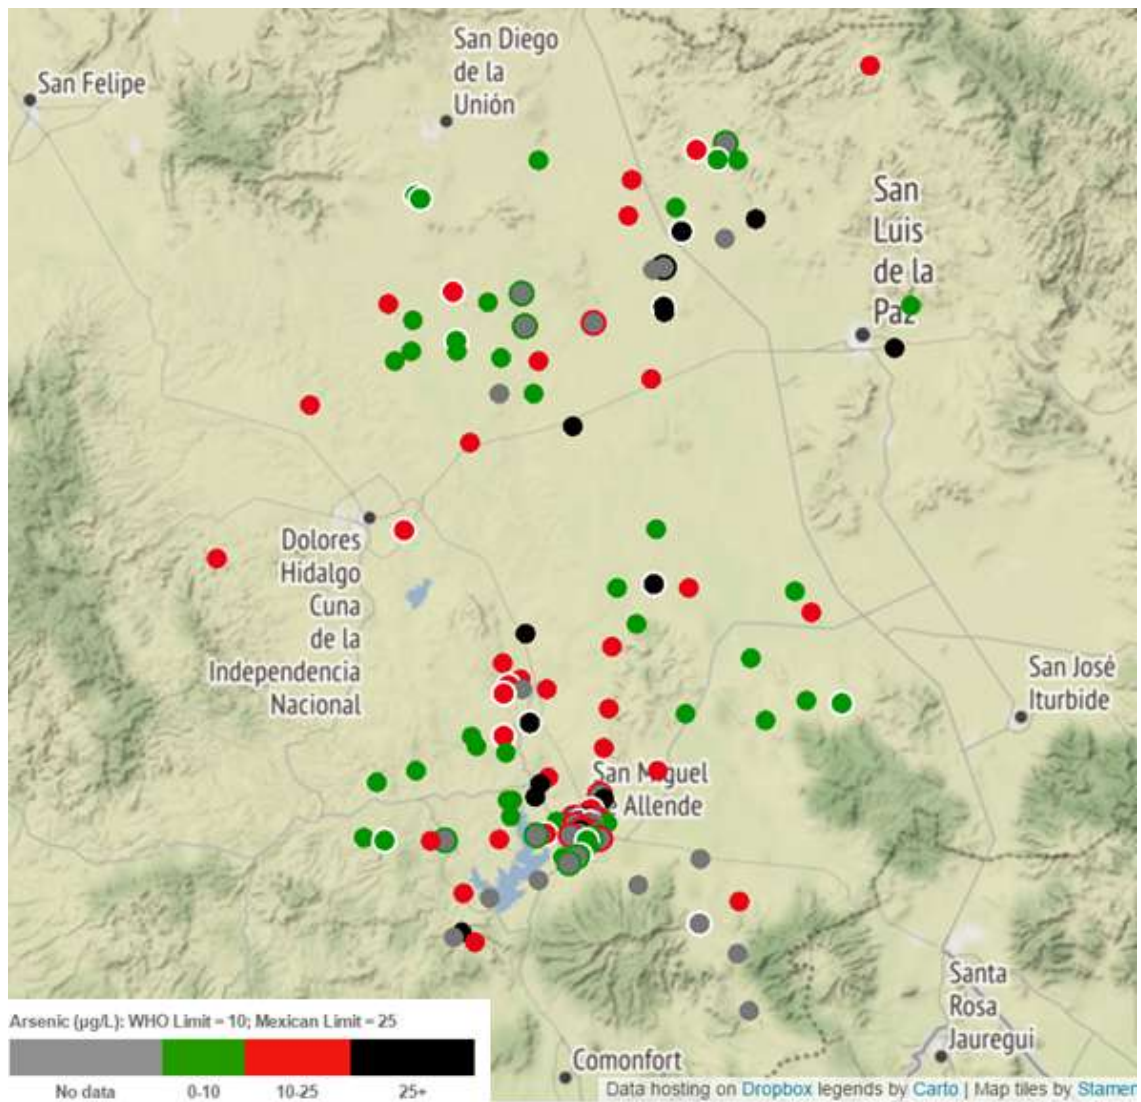 San Felipe
San Diego
de la
Unión
San
Luis
de la
Paz
Dolores
Hidalgo
Cuna
de la
Independencia
Nacional
San José
Iturbide
San Miguel
de Allende
Santa
Rosa
Jauregui
Comonfort
Arsenic (µg/L): WHO Limit = 10; Mexican Limit = 25
No data 0-10 10-25 25+
Data hosting on Dropbox legends by Carto | Map tiles by Stamen